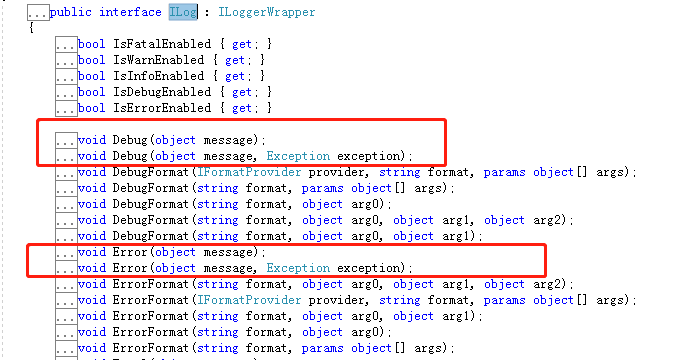 ...public interface ILog : ILoggerWrapper
{
...bool IsFatalEnabled { get; }
...bool IsWarnEnabled { get; }
...bool IsInfoEnabled { get; }
...bool IsDebugEnabled { get; }
...bool IsErrorEnabled { get; }
...void Debug(object message);
...void Debug(object message, Exception exception);
...void DebugFormat(IFormatProvider provider, string format, params object[] args);
...void DebugFormat(string format, params object[] args);
...void DebugFormat(string format, object arg0);
...void DebugFormat(string format, object arg0, object arg1, object arg2);
...void DebugFormat(string format, object arg0, object arg1);
...void Error(object message);
...void Error(object message, Exception exception);
...void ErrorFormat(string format, object arg0, object arg1, object arg2);
...void ErrorFormat(IFormatProvider provider, string format, params object[] args);
...void ErrorFormat(string format, object arg0, object arg1);
...void ErrorFormat(string format, object arg0);
...void ErrorFormat(string format, params object[] args);